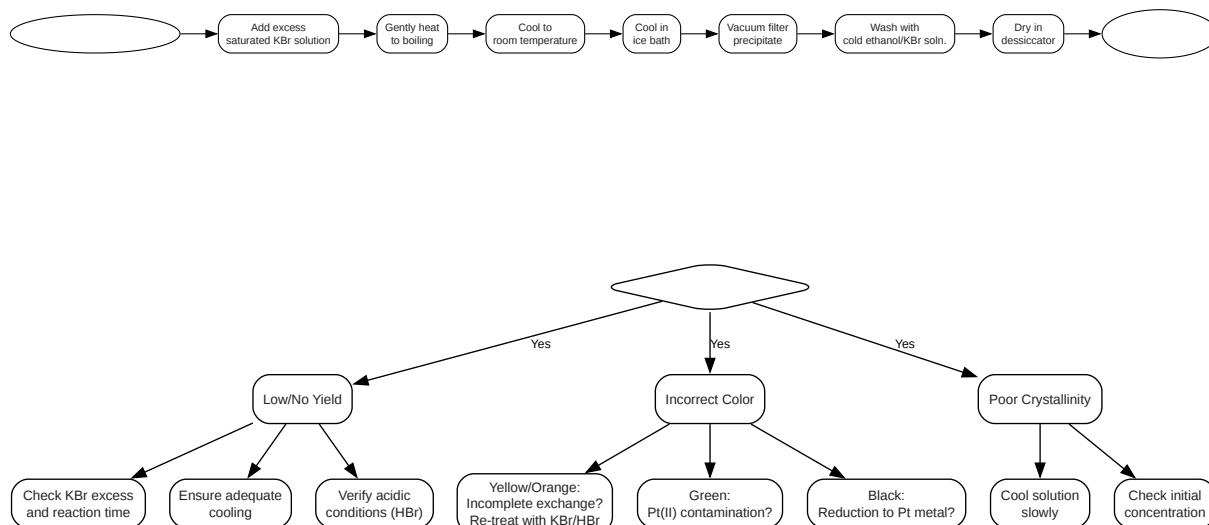 Add excess
saturated KBr solution
Gently heat
to boiling
Cool to
room temperature
Cool in
ice bath
Vacuum filter
precipitate
Wash with
cold ethanol/KBr soln.
Dry in
dessiccator
Yes
Yes
Yes
Low/No Yield
Incorrect Color
Poor Crystallinity
Check KBr excess
and reaction time
Ensure adequate
cooling
Verify acidic
conditions (HBr)
Yellow/Orange:
Incomplete exchange?
Re-treat with KBr/HBr
Green:
Pt(II) contamination?
Black:
Reduction to Pt metal?
Cool solution
slowly
Check initial
concentration